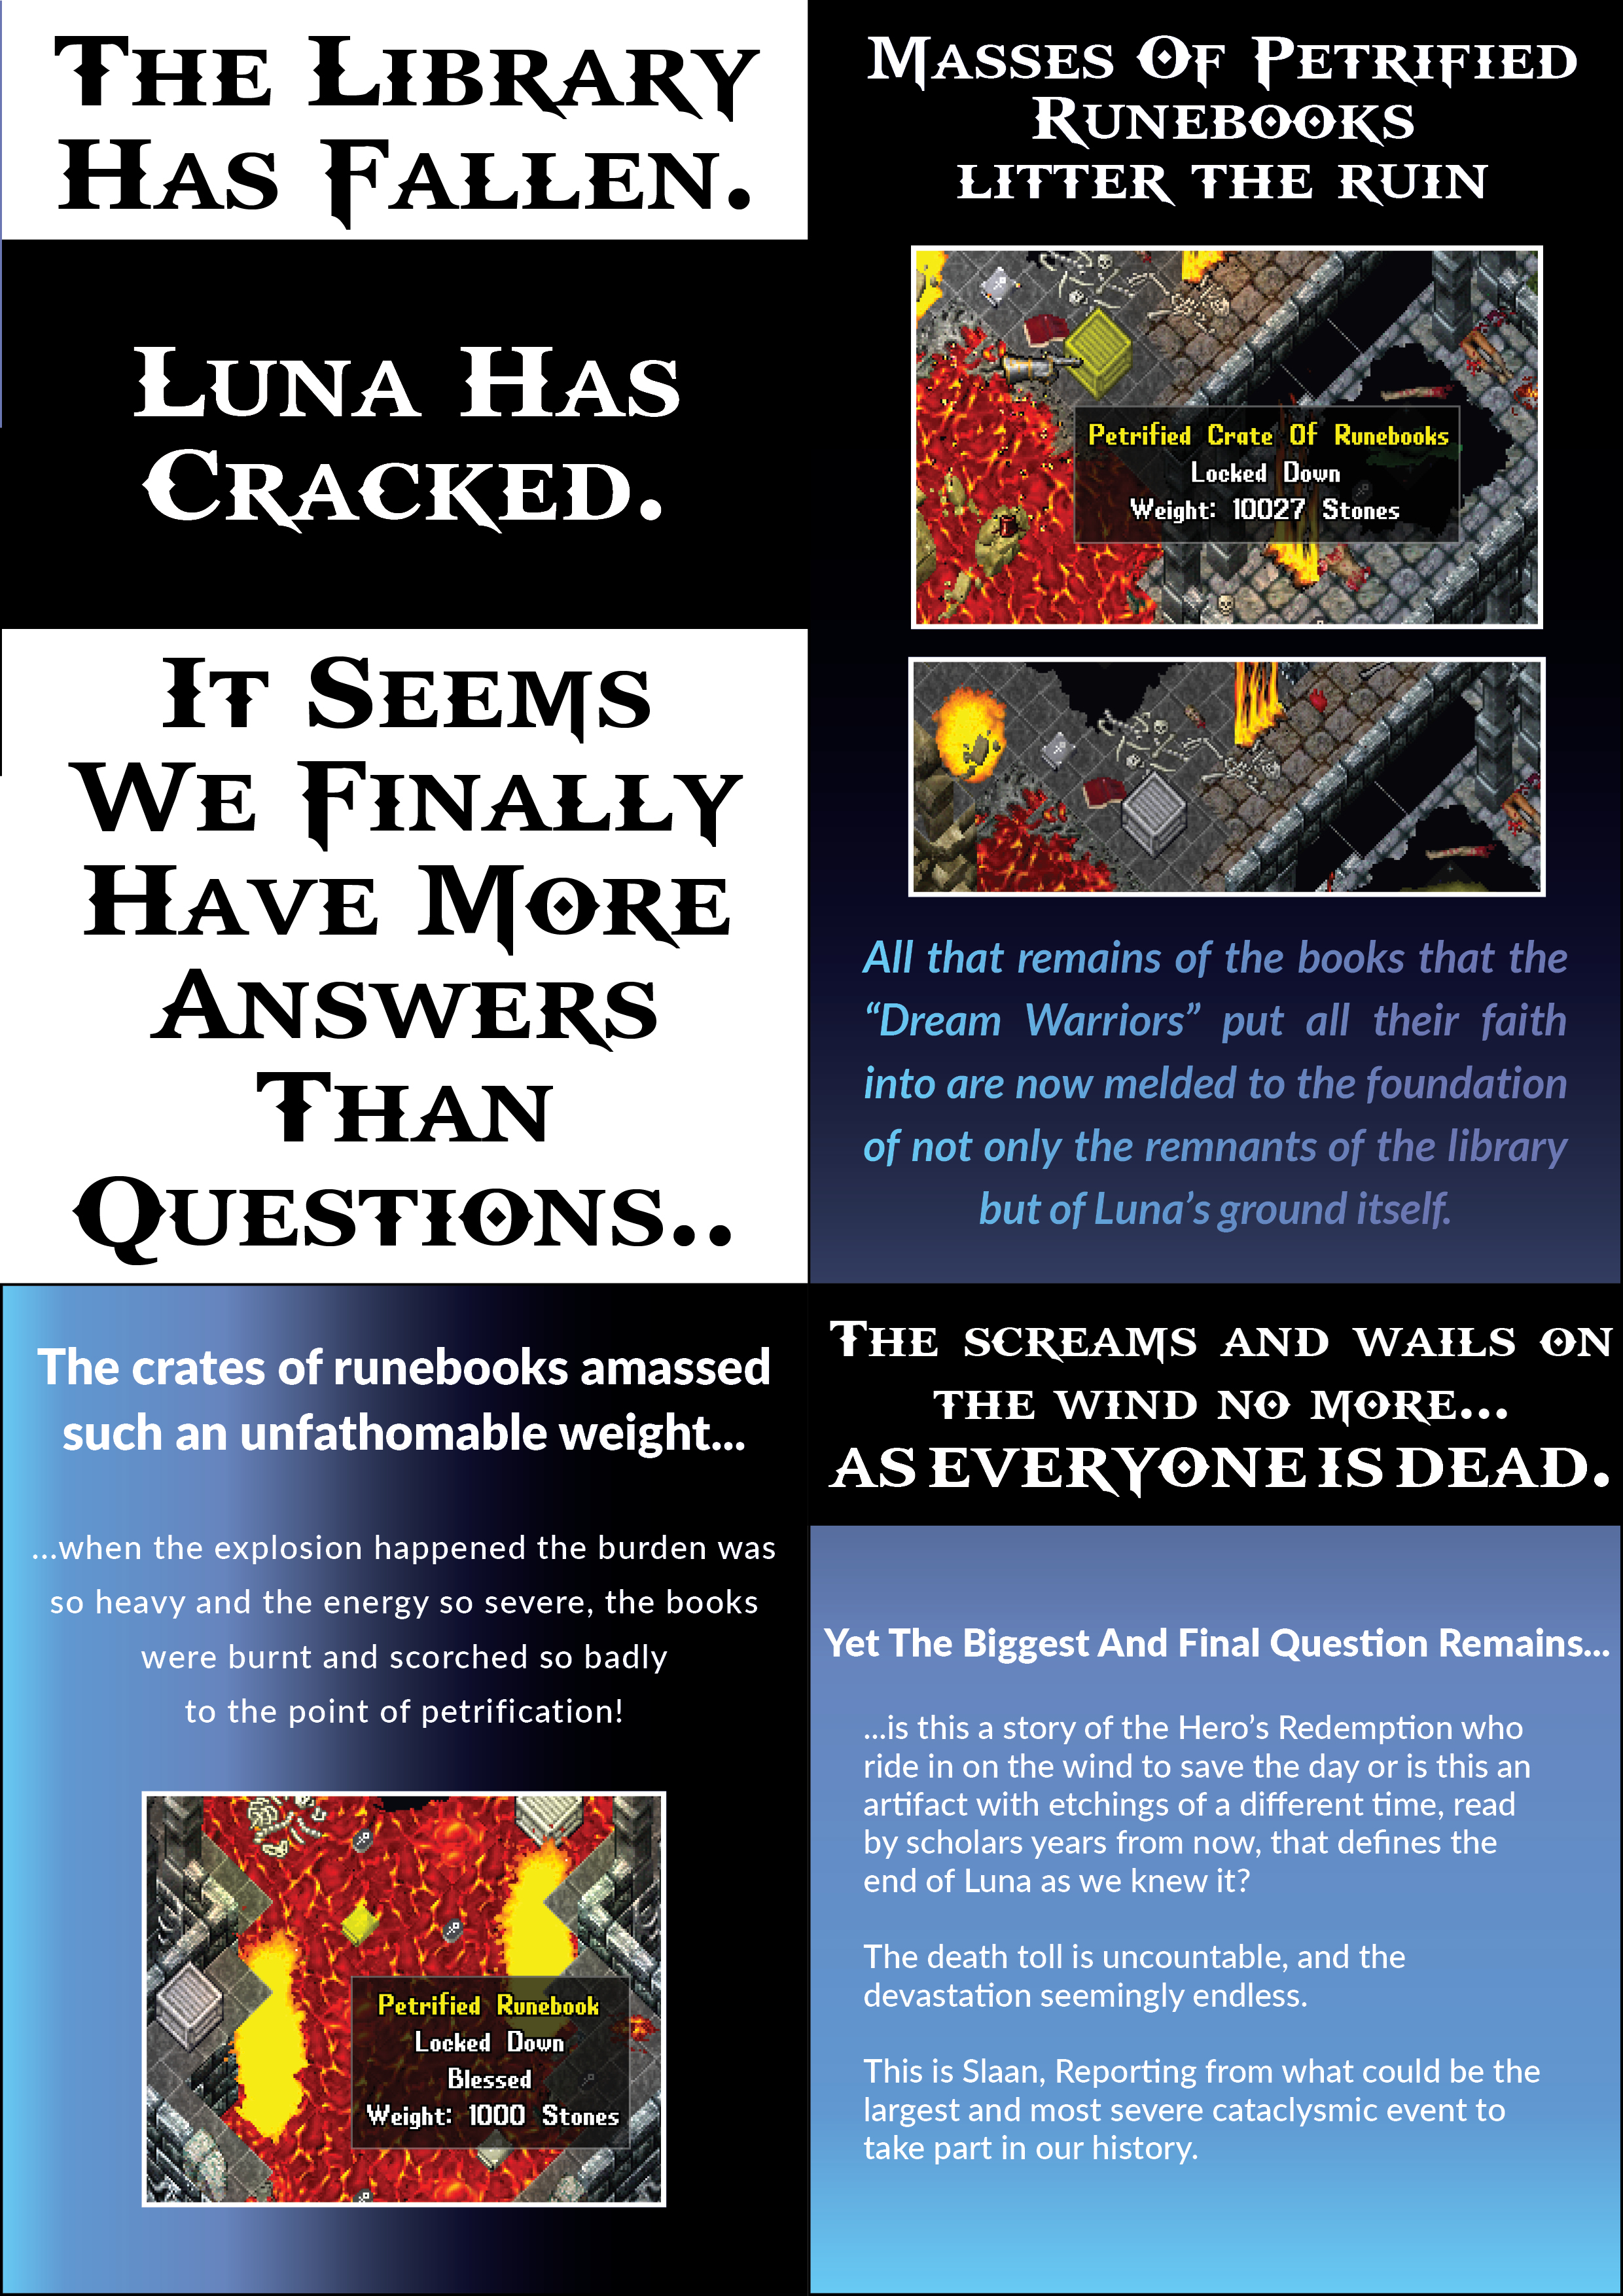 The Library
Has Fallen.
Luna Has
Cracked.
It Seems
We Finally
Have More
Answers
Than
Questions..
Masses Of Petrified
Runebooks
litter the ruin
Petrified Crate Of Runebooks
Locked Down
Weight: 10027 Stones
All that remains of the books that the
“Dream Warriors” put all their faith
into are now melded to the foundation
of not only the remnants of the library
but of Luna’s ground itself.
The crates of runebooks amassed
such an unfathomable weight...
...when the explosion happened the burden was
so heavy and the energy so severe, the books
were burnt and scorched so badly
to the point of petrification!
Petrified Runebook
Locked Down
Blessed
Weight: 1000 Stones
The screams and wails on
the wind no more...
as everyone is dead.
Yet The Biggest And Final Question Remains...
...is this a story of the Hero’s Redemption who
ride in on the wind to save the day or is this an
artifact with etchings of a different time, read
by scholars years from now, that defines the
end of Luna as we knew it?
The death toll is uncountable, and the
devastation seemingly endless.
This is Slaan, Reporting from what could be the
largest and most severe cataclysmic event to
take part in our history.